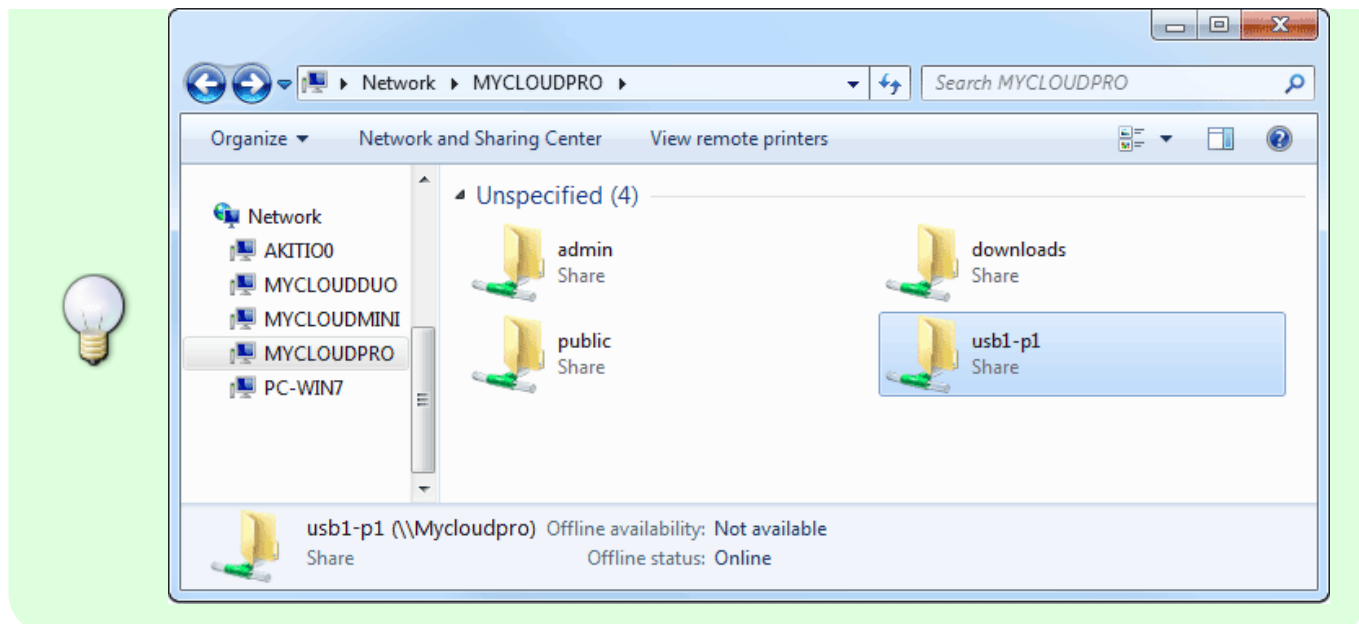 Network MYCLOUDPRO
Search MYCLOUDPRO
Organize Network and Sharing Center View remote printers
Network
AKITIO0
MYCLOUDDUO
MYCLOUDMINI
MYCLOUDPRO
PC-WIN7
Unspecified (4)
admin
Share
downloads
Share
public
Share
usb1-p1
Share
usb1-p1 (\\Mycloudpro) Offline availability: Not available
Share Offline status: Online